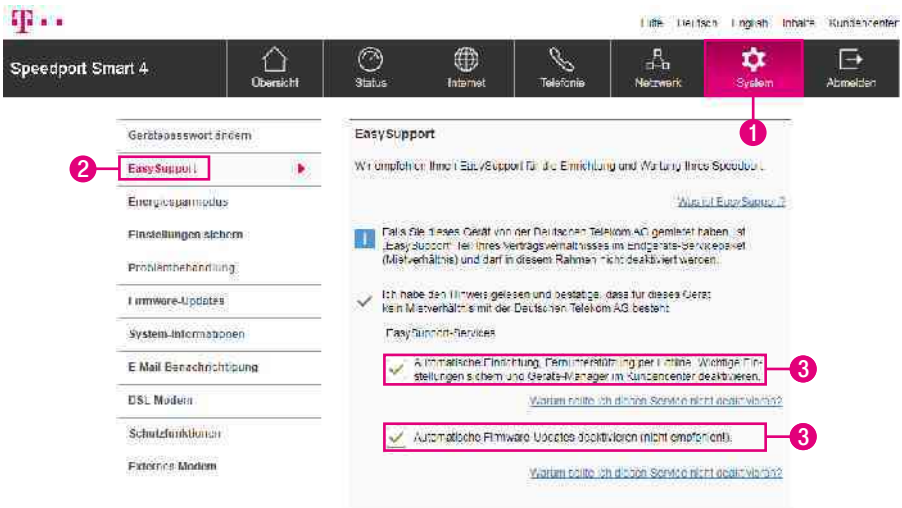 Hilfe Deutsch English Inhalte Kundencenter
Speedport Smart 4
Übersicht
Status
Internet
Telefonie
Netzwerk
System
Abmelden
1
Gerätepasswort ändern
2
EasySupport
Energiesparmodus
Einstellungen sichern
Problembehandlung
Firmware-Updates
System-Informationen
E-Mail Benachrichtigung
DSL Modem
Schutzfunktionen
Externes Modem
EasySupport
Wir empfehlen Ihnen EasySupport für die Einrichtung und Wartung Ihres Speedport.
Was ist EasySupport?
Falls Sie dieses Gerät von der Deutschen Telekom AG gemietet haben, ist
„EasySupport“ Teil Ihres Vertragsverhältnisses im Endgeräte-Servicepaket
(Mietverhältnis) und darf in diesem Rahmen nicht deaktiviert werden.
Ich habe den Hinweis gelesen und bestätige, dass für dieses Gerät
kein Mietverhältnis mit der Deutschen Telekom AG besteht
EasySupport-Services
Automatische Einrichtung, Fernunterstützung per Hotline, Wichtige Ein-
stellungen sichern und Geräte-Manager im Kundencenter deaktivieren.
3
Warum sollte ich diesen Service nicht deaktivieren?
Automatische Firmware-Updates deaktivieren (nicht empfohlen).
3
Warum sollte ich diesen Service nicht deaktivieren?